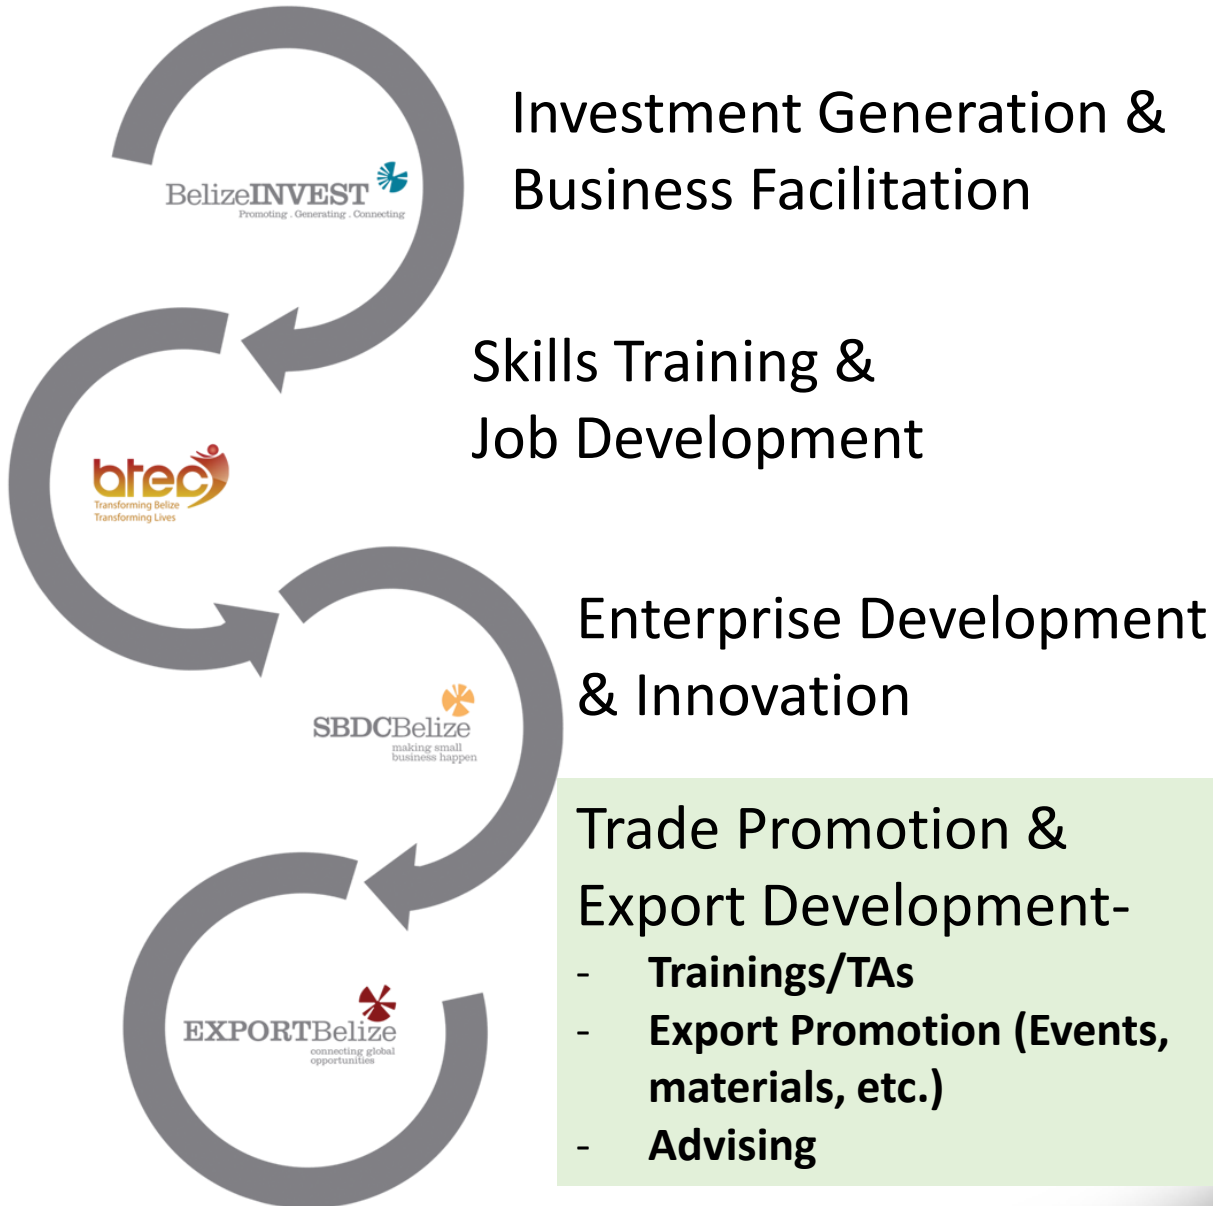 BelizeINVEST
Promoting . Generating . Connecting
Investment Generation &
Business Facilitation
btec
Transforming Belize
Transforming Lives
Skills Training &
Job Development
SBDCBelize
making small
business happen
Enterprise Development
& Innovation
EXPORTBelize
connecting global
opportunities
Trade Promotion &
Export Development-
- Trainings/TAs
- Export Promotion (Events,
materials, etc.)
- Advising